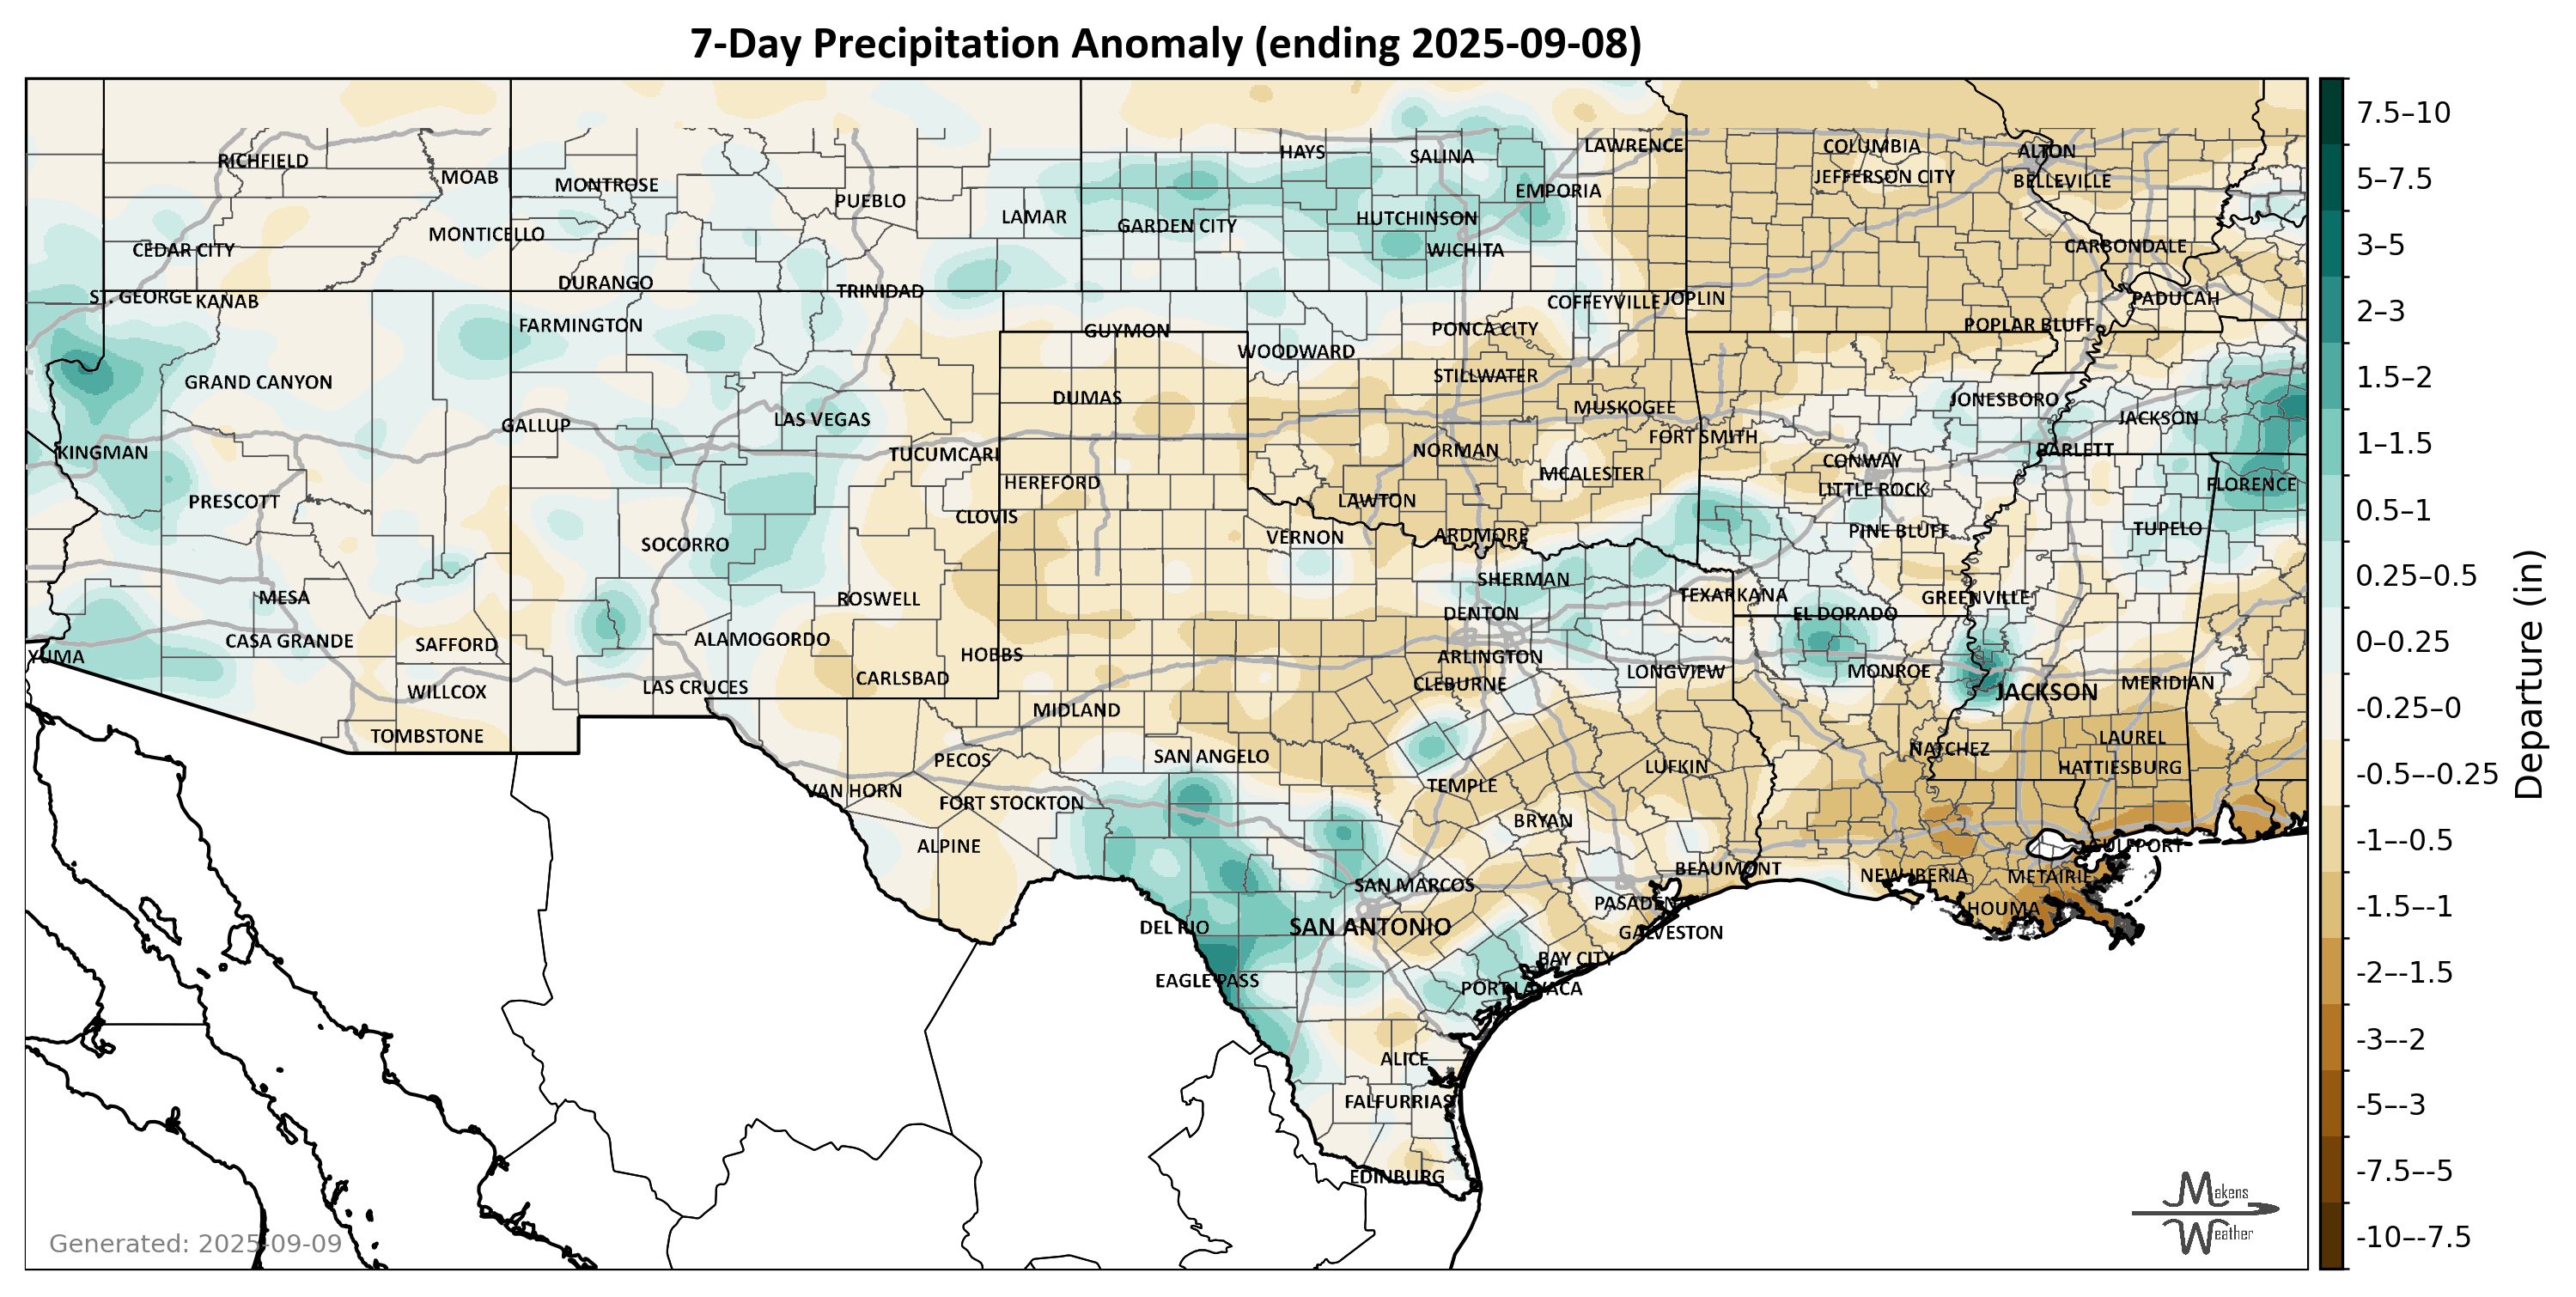 7-Day Precipitation Anomaly (ending 2025-09-08)
RICHFIELD
MOAB
MONTROSE
PUEBLO
LAMAR
HAYS
SALINA
LAWRENCE
COLUMBIA
ALTON
JEFFERSON CITY
BELLEVILLE
EMPORIA
GARDEN CITY
HUTCHINSON
WICHITA
MONTICELLO
CEDAR CITY
CARBONDALE
DURANGO
TRINIDAD
ST. GEORGE
KANAB
COFFEYVILLE
JOPLIN
PADUCAH
FARMINGTON
GUYMON
PONCA CITY
POPLAR BLUFF
WOODWARD
GRAND CANYON
STILLWATER
DUMAS
MUSKOGEE
JONESBORO
JACKSON
LAS VEGAS
GALLUP
FORT SMITH
KINGMAN
TUCUMCARI
NORMAN
BARLETT
CONWAY
MCALESTER
HEREFORD
LITTLE ROCK
FLORENCE
PRESCOTT
LAWTON
CLOVIS
PINE BLUFF
TUPELO
SOCORRO
VERNON
ARDMORE
SHERMAN
MESA
ROSWELL
TEXARKANA
GREENVILLE
DENTON
EL DORADO
CASA GRANDE
SAFFORD
ALAMOGORDO
YUMA
HOBBS
ARLINGTON
LONGVIEW
MONROE
CARLSBAD
CLEBURNE
WILLCOX
LAS CRUCES
JACKSON
MERIDIAN
MIDLAND
TOMBSTONE
LAUREL
NATCHEZ
SAN ANGELO
PECOS
LUFKIN
HATTIESBURG
TEMPLE
VAN HORN
FORT STOCKTON
BRYAN
ALPINE
GULFPORT
BEAUMONT
NEW IBERIA
METAIRIE
SAN MARCOS
PASADENA
HOUMA
DEL RIO
SAN ANTONIO
GALVESTON
BAY CITY
EAGLE PASS
PORT LAVACA
ALICE
FALFURRIAS
EDINBURG
Generated: 2025-09-09
Makens
Weather
7.5–10
5–7.5
3–5
2–3
1.5–2
1–1.5
0.5–1
0.25–0.5
0–0.25
-0.25–0
-0.5–-0.25
-1–-0.5
-1.5–-1
-2–-1.5
-3–-2
-5–-3
-7.5–-5
-10–-7.5
Departure (in)